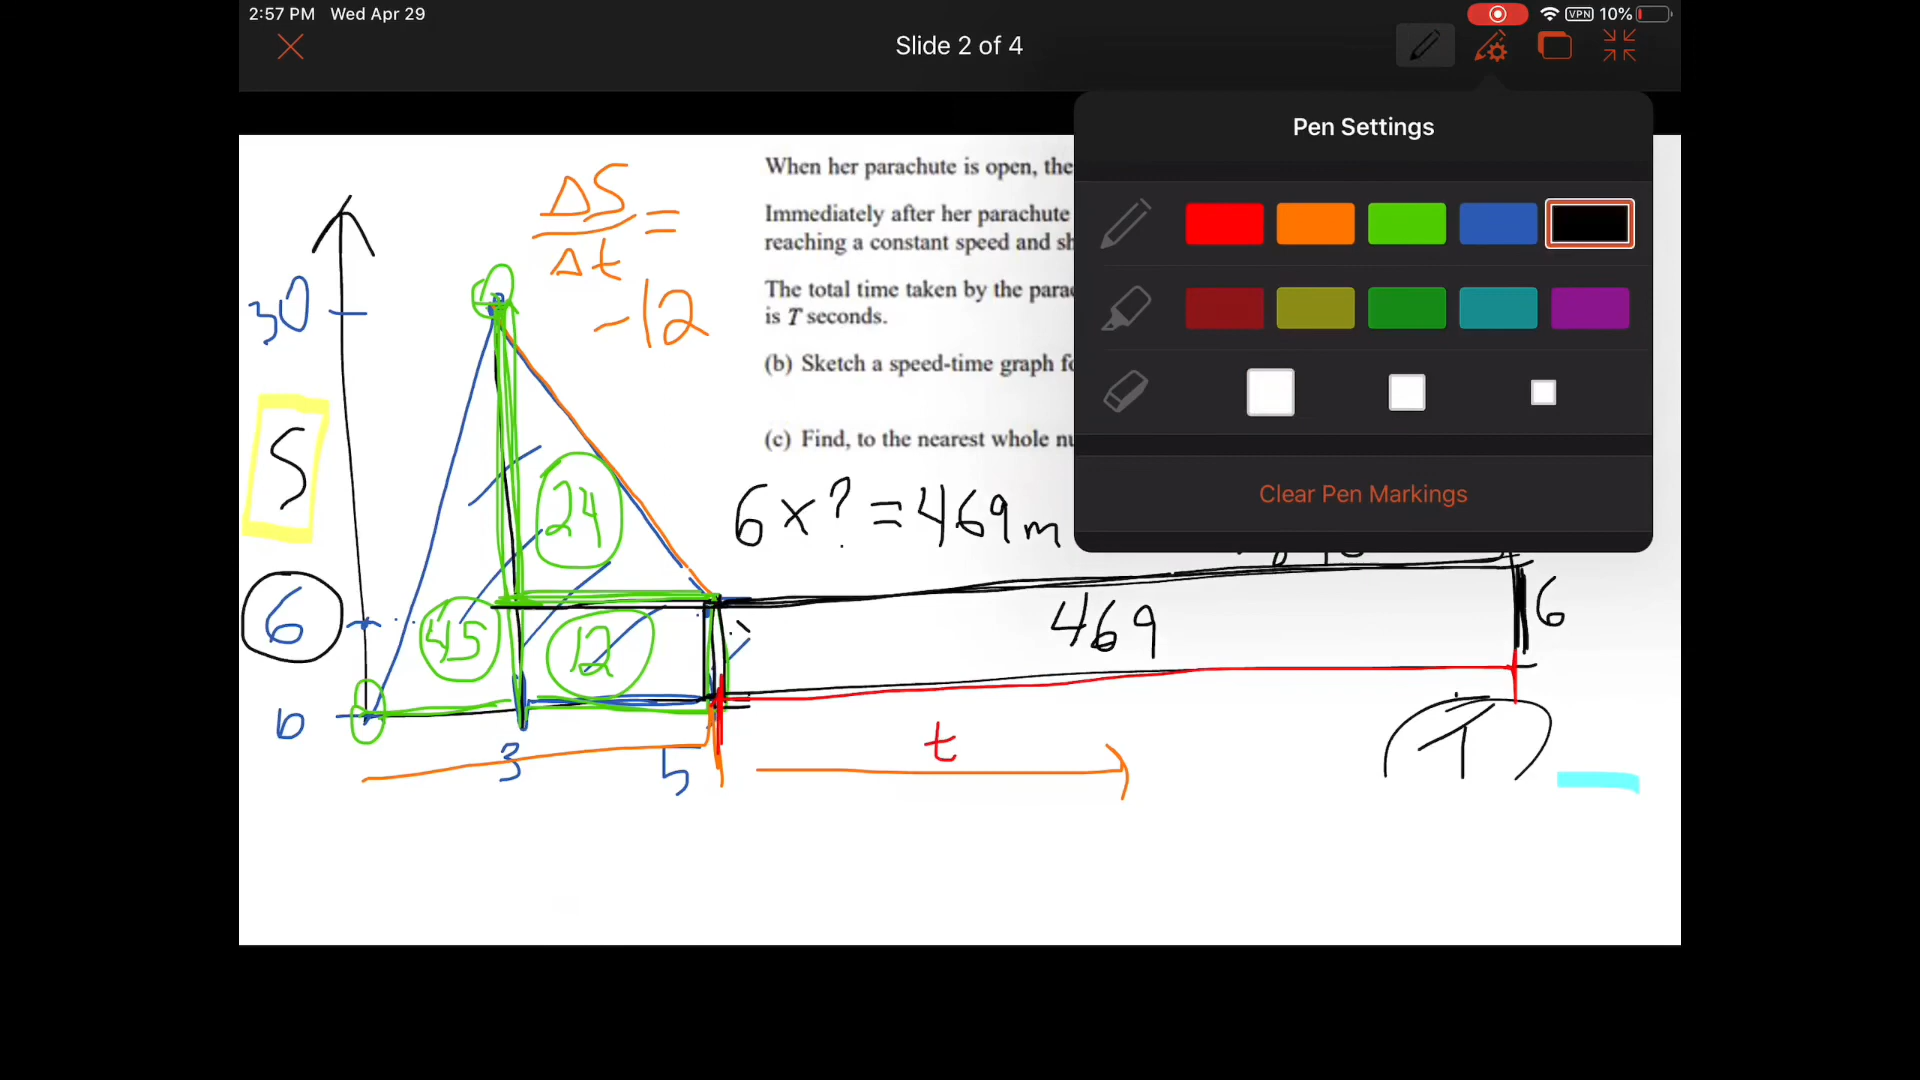 2:57 PM Wed Apr 29
VPN 10%
Slide 2 of 4
Pen Settings
Clear Pen Markings
When her parachute is open, the
Immediately after her parachute
reaching a constant speed and sh
The total time taken by the para
is T seconds.
(b) Sketch a speed-time graph fo
(c) Find, to the nearest whole nu
ΔS
Δt
=
-12
30
S
24
6 × ? = 469m
6
45
12
469
6
0
3
5
t
T